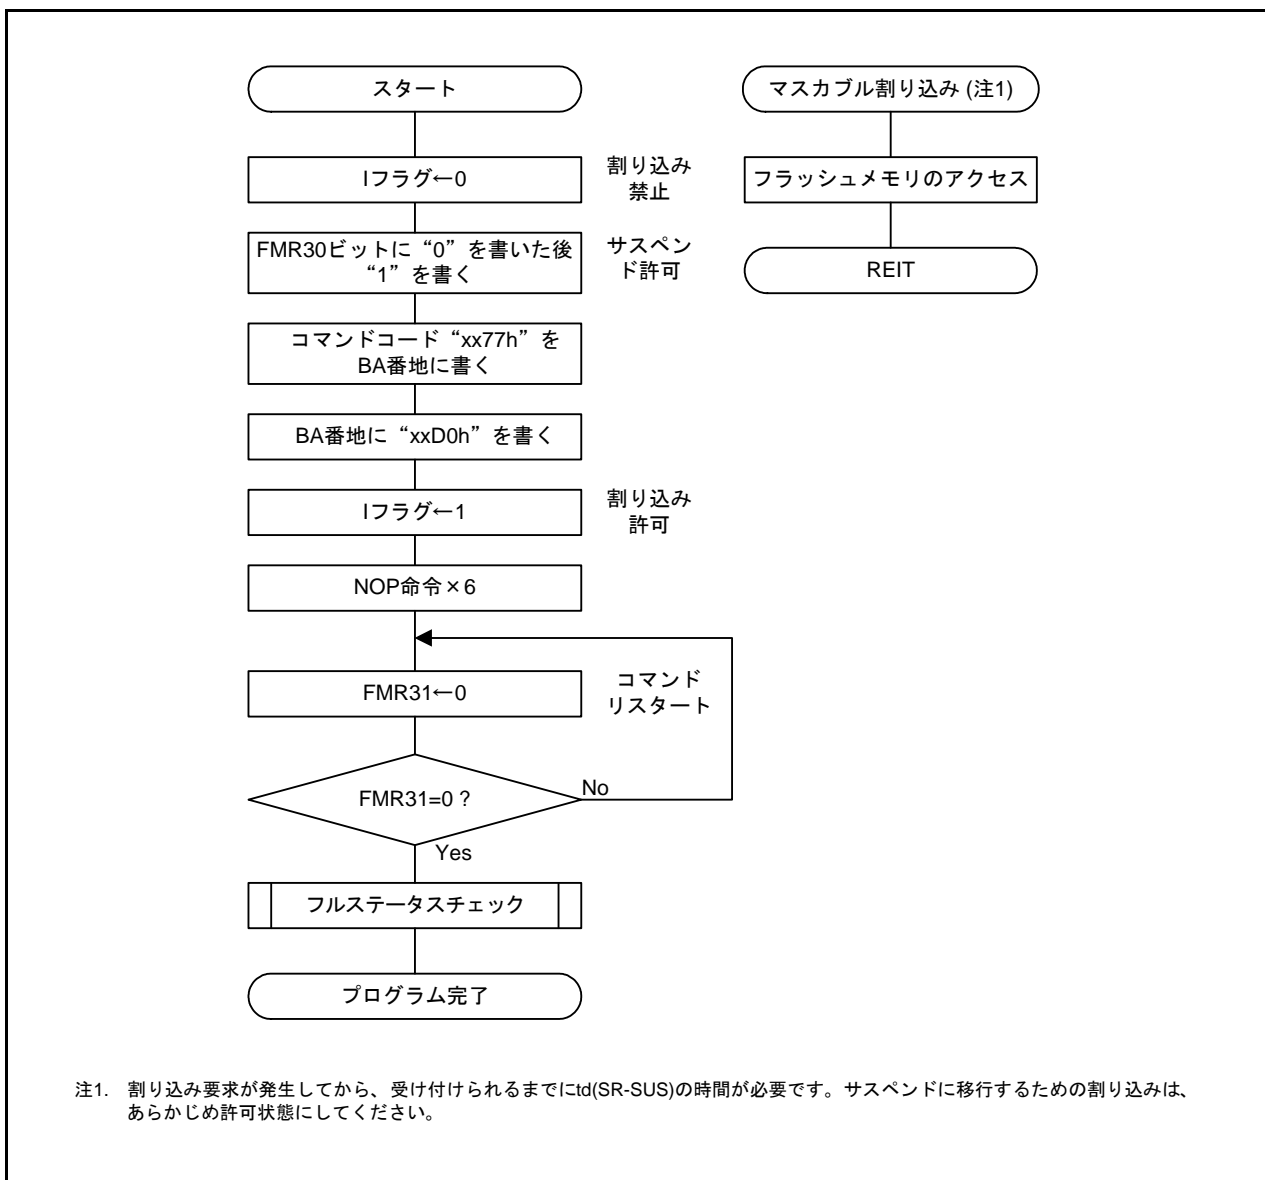 スタート
Iフラグ←0
割り込み
禁止
FMR30ビットに“0”を書いた後
“1”を書く
サスペン
ド許可
コマンドコード“xx77h”を
BA番地に書く
BA番地に“xxD0h”を書く
Iフラグ←1
割り込み
許可
NOP命令×6
FMR31←0
コマンド
リスタート
FMR31=0 ?
No
Yes
フルステータスチェック
プログラム完了
マスカブル割り込み (注1)
フラッシュメモリのアクセス
REIT
注1. 割り込み要求が発生してから、受け付けられるまでにtd(SR-SUS)の時間が必要です。サスペンドに移行するための割り込みは、
あらかじめ許可状態にしてください。